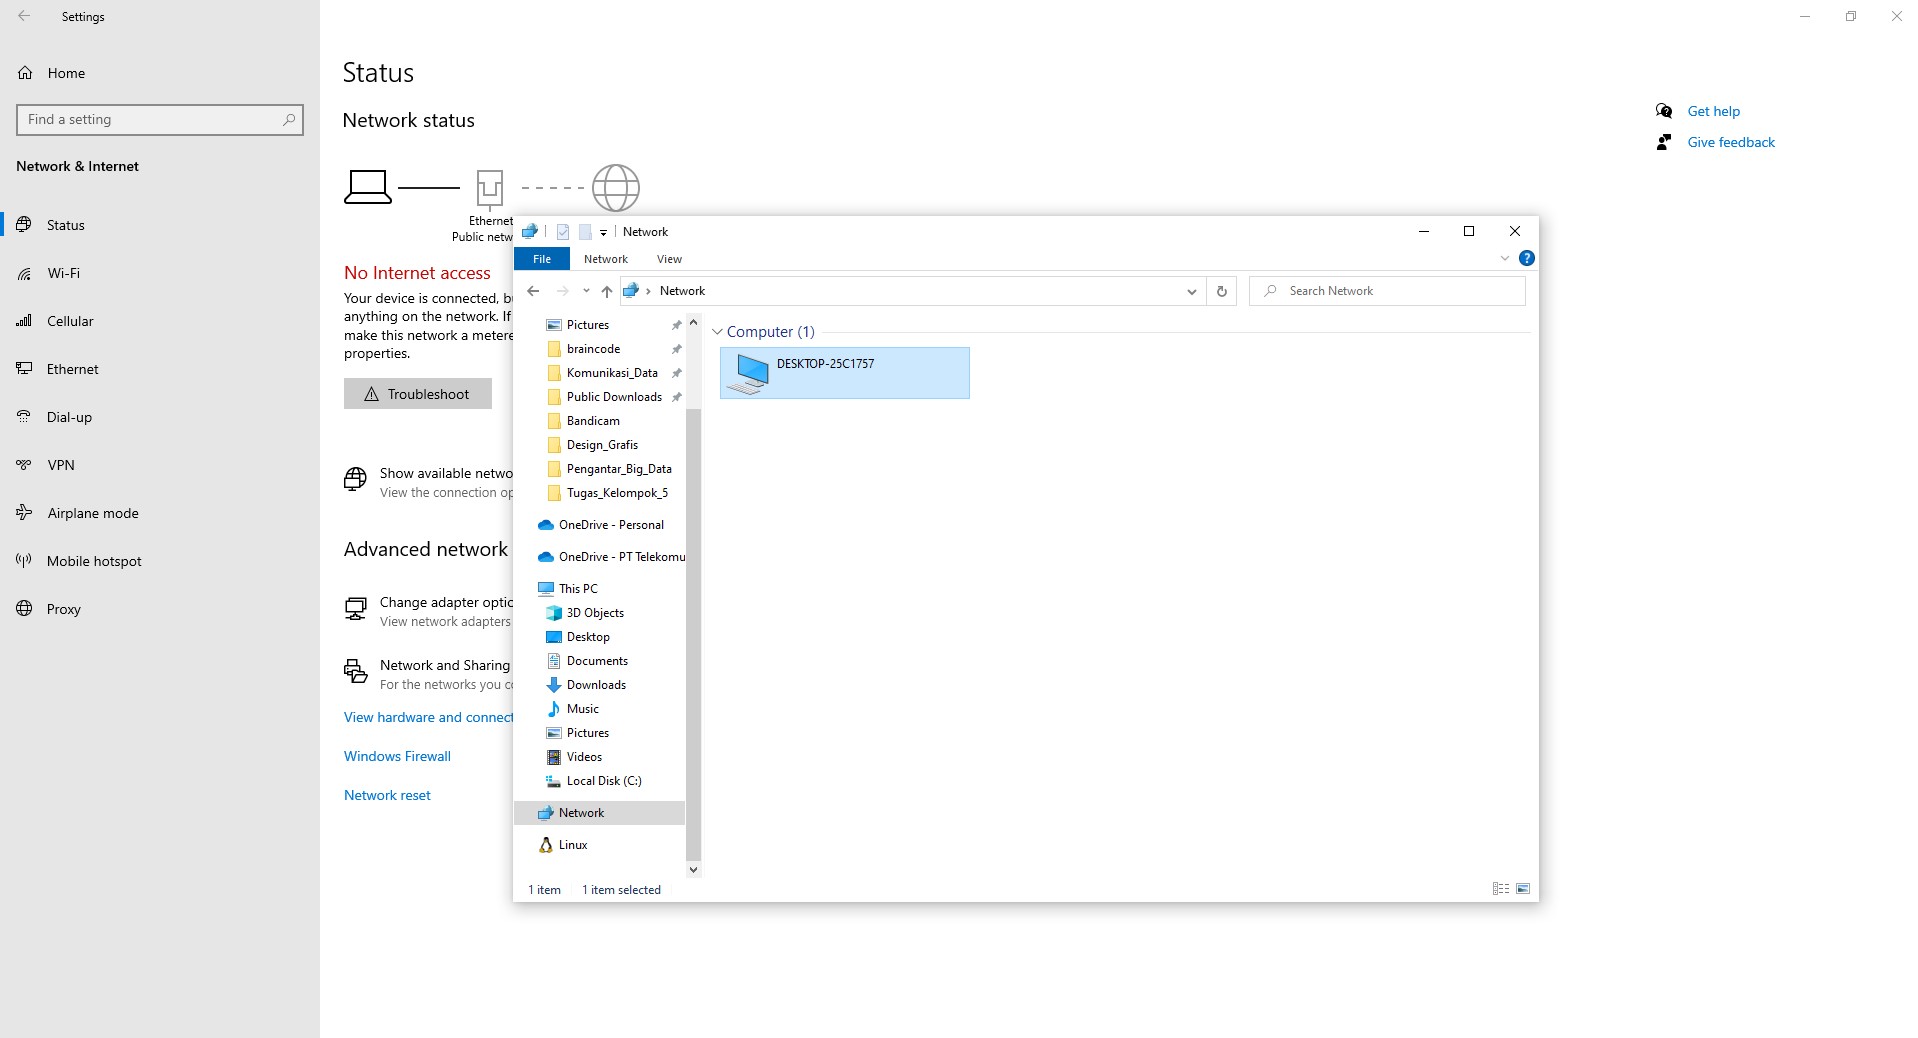 Settings
Home
Find a setting
Network & Internet
Status
Wi-Fi
Cellular
Ethernet
Dial-up
VPN
Airplane mode
Mobile hotspot
Proxy
Status
Network status
Ethernet
Public netw
No Internet access
Your device is connected, b
anything on the network. If
make this network a metere
properties.
Troubleshoot
Show available netwo
View the connection op
Advanced network
Change adapter optic
View network adapters
Network and Sharing
For the networks you co
View hardware and connect
Windows Firewall
Network reset
Get help
Give feedback
Network
File
Network
View
?
Network
Search Network
Pictures
braincode
Komunikasi_Data
Public Downloads
Bandicam
Design_Grafis
Pengantar_Big_Data
Tugas_Kelompok_5
OneDrive - Personal
OneDrive - PT Telekomu
This PC
3D Objects
Desktop
Documents
Downloads
Music
Pictures
Videos
Local Disk (C:)
Network
Linux
Computer (1)
DESKTOP-25C1757
1 item
1 item selected